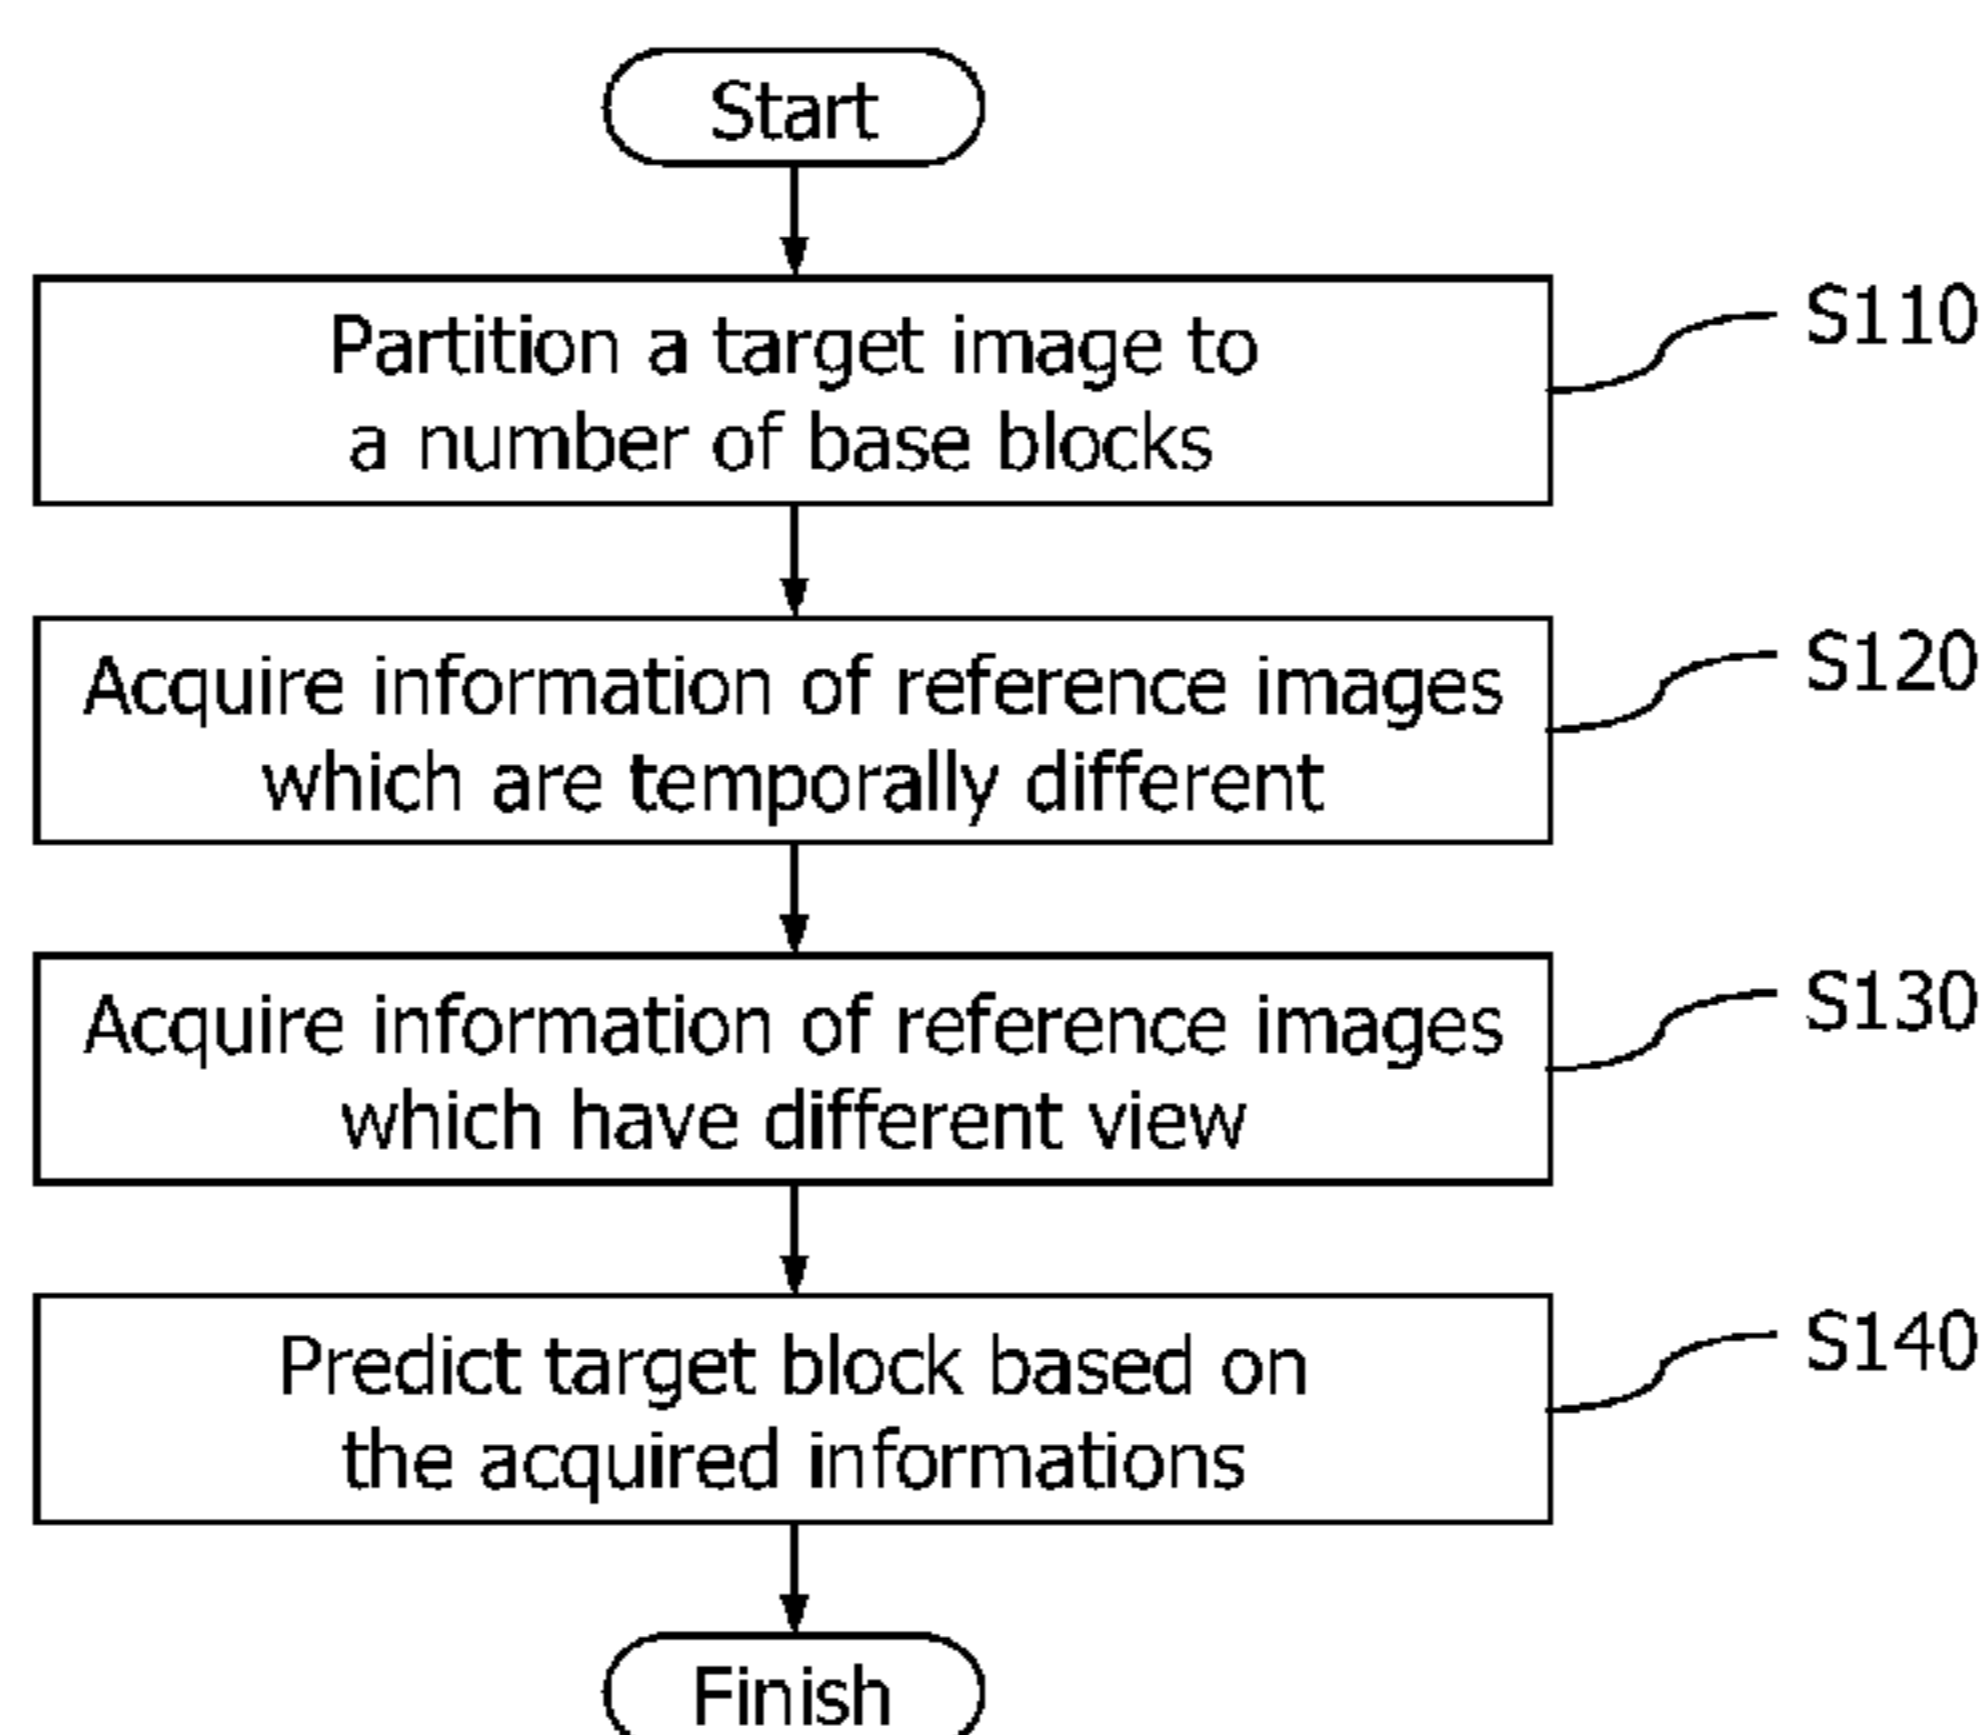 Start
Partition a target image to
a number of base blocks
S110
Acquire information of reference images
which are temporally different
S120
Acquire information of reference images
which have different view
S130
Predict target block based on
the acquired informations
S140
Finish